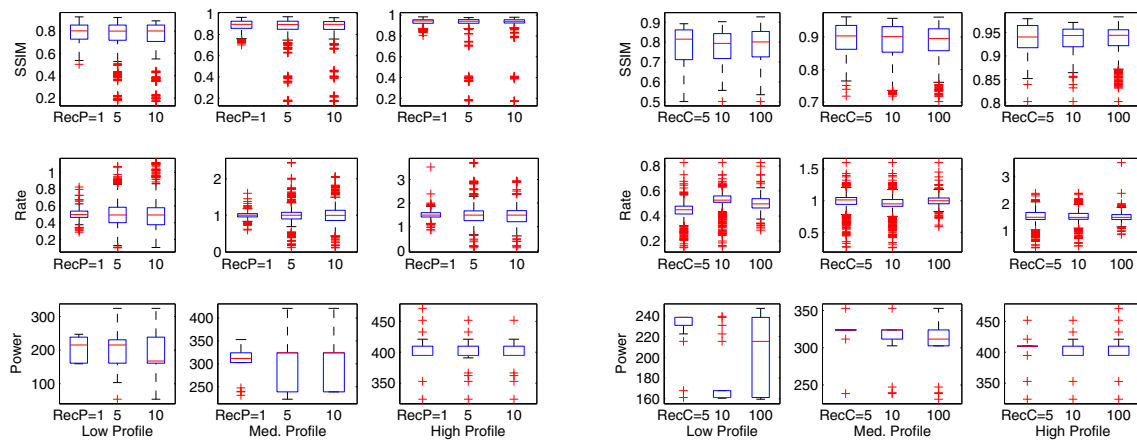 SSIM
0.8
0.6
0.4
0.2
RecP=1 5 10
1
0.8
0.6
0.4
0.2
RecP=1 5 10
1
0.8
0.6
0.4
0.2
RecP=1 5 10
SSIM
0.9
0.8
0.7
0.6
0.5
RecC=5 10 100
0.9
0.8
0.7
RecC=5 10 100
0.95
0.9
0.85
0.8
RecC=5 10 100
Rate
1
0.8
0.6
0.4
0.2
RecP=1 5 10
2
1
0
RecP=1 5 10
3
2
1
0
RecP=1 5 10
Rate
0.8
0.6
0.4
0.2
RecC=5 10 100
1.5
1
0.5
RecC=5 10 100
3
2
1
RecC=5 10 100
Power
300
200
100
RecP=1 5 10
Low Profile
400
350
300
250
RecP=1 5 10
Med. Profile
450
400
350
RecP=1 5 10
High Profile
Power
240
220
200
180
160
RecC=5 10 100
Low Profile
350
300
250
RecC=5 10 100
Med. Profile
450
400
350
RecC=5 10 100
High Profile